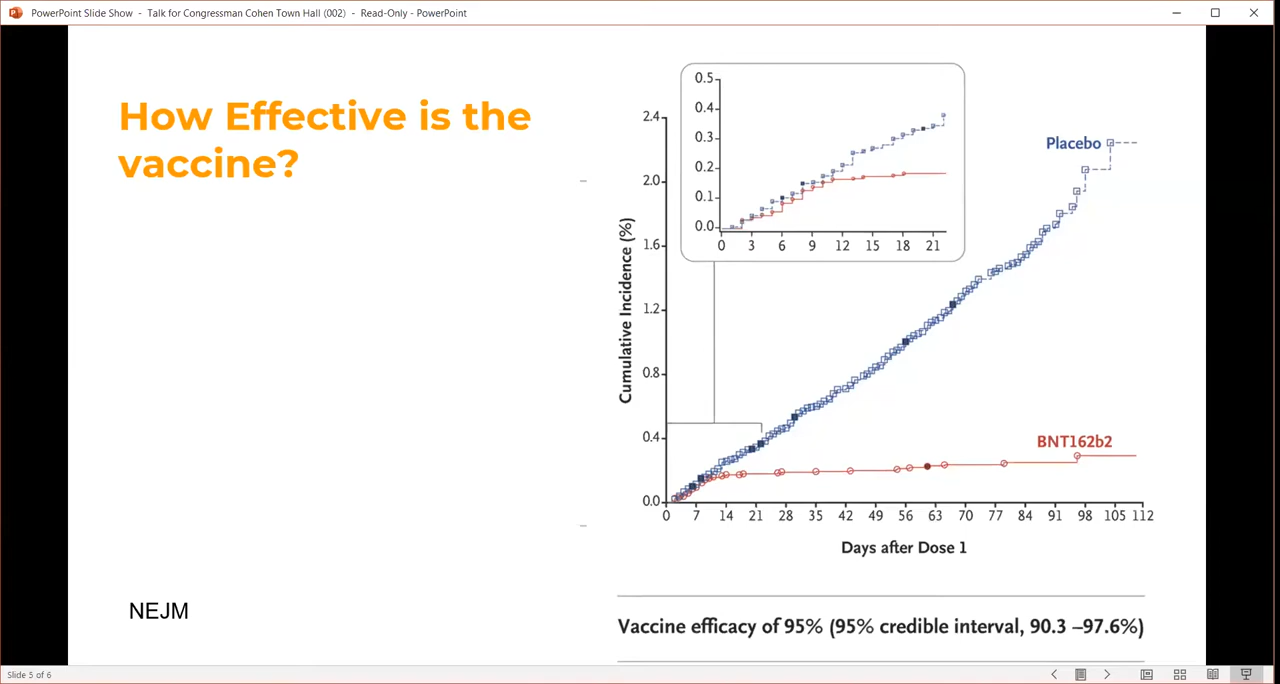 PowerPoint Slide Show - Talk for Congressman Cohen Town Hall (002) - Read-Only - PowerPoint
How Effective is the
vaccine?
NEJM
0.5
0.4
0.3
0.2
0.1
0.0
0 3 6 9 12 15 18 21
Cumulative Incidence (%)
2.4
2.0
1.6
1.2
0.8
0.4
0.0
Placebo
BNT162b2
0 7 14 21 28 35 42 49 56 63 70 77 84 91 98 105 112
Days after Dose 1
Vaccine efficacy of 95% (95% credible interval, 90.3 –97.6%)
Slide 5 of 6